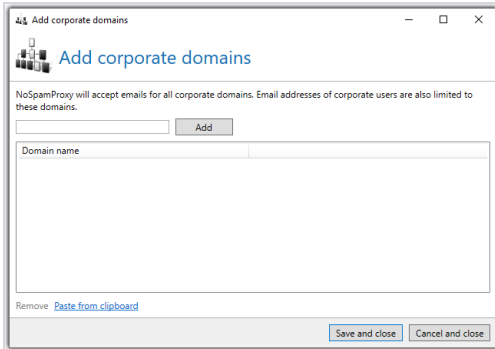 Add corporate domains
Add corporate domains
NoSpamProxy will accept emails for all corporate domains. Email addresses of corporate users are also limited to
these domains.
Add
Domain name
Remove Paste from clipboard
Save and close Cancel and close